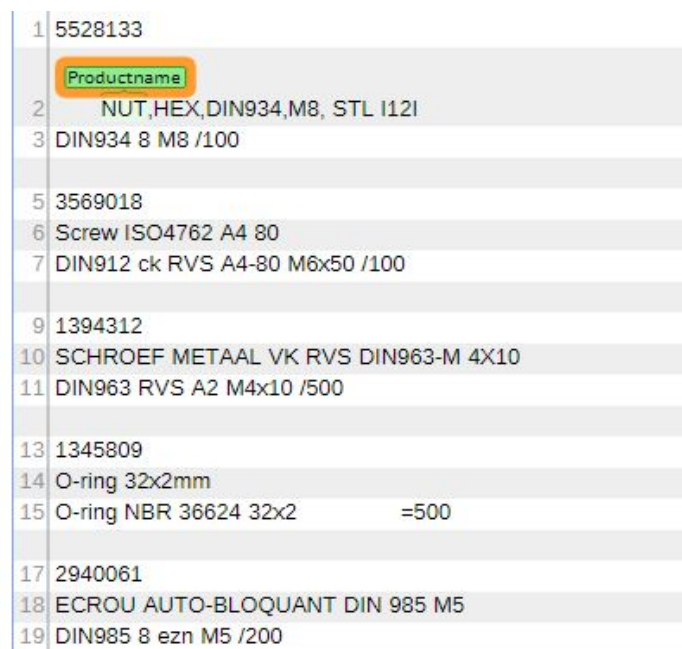 1 5528133
Productname
2 NUT,HEX,DIN934,M8, STL I12I
3 DIN934 8 M8 /100
5 3569018
6 Screw ISO4762 A4 80
7 DIN912 ck RVS A4-80 M6x50 /100
9 1394312
10 SCHROEF METAAL VK RVS DIN963-M 4X10
11 DIN963 RVS A2 M4x10 /500
13 1345809
14 O-ring 32x2mm
15 O-ring NBR 36624 32x2 =500
17 2940061
18 ECROU AUTO-BLOQUANT DIN 985 M5
19 DIN985 8 ezn M5 /200